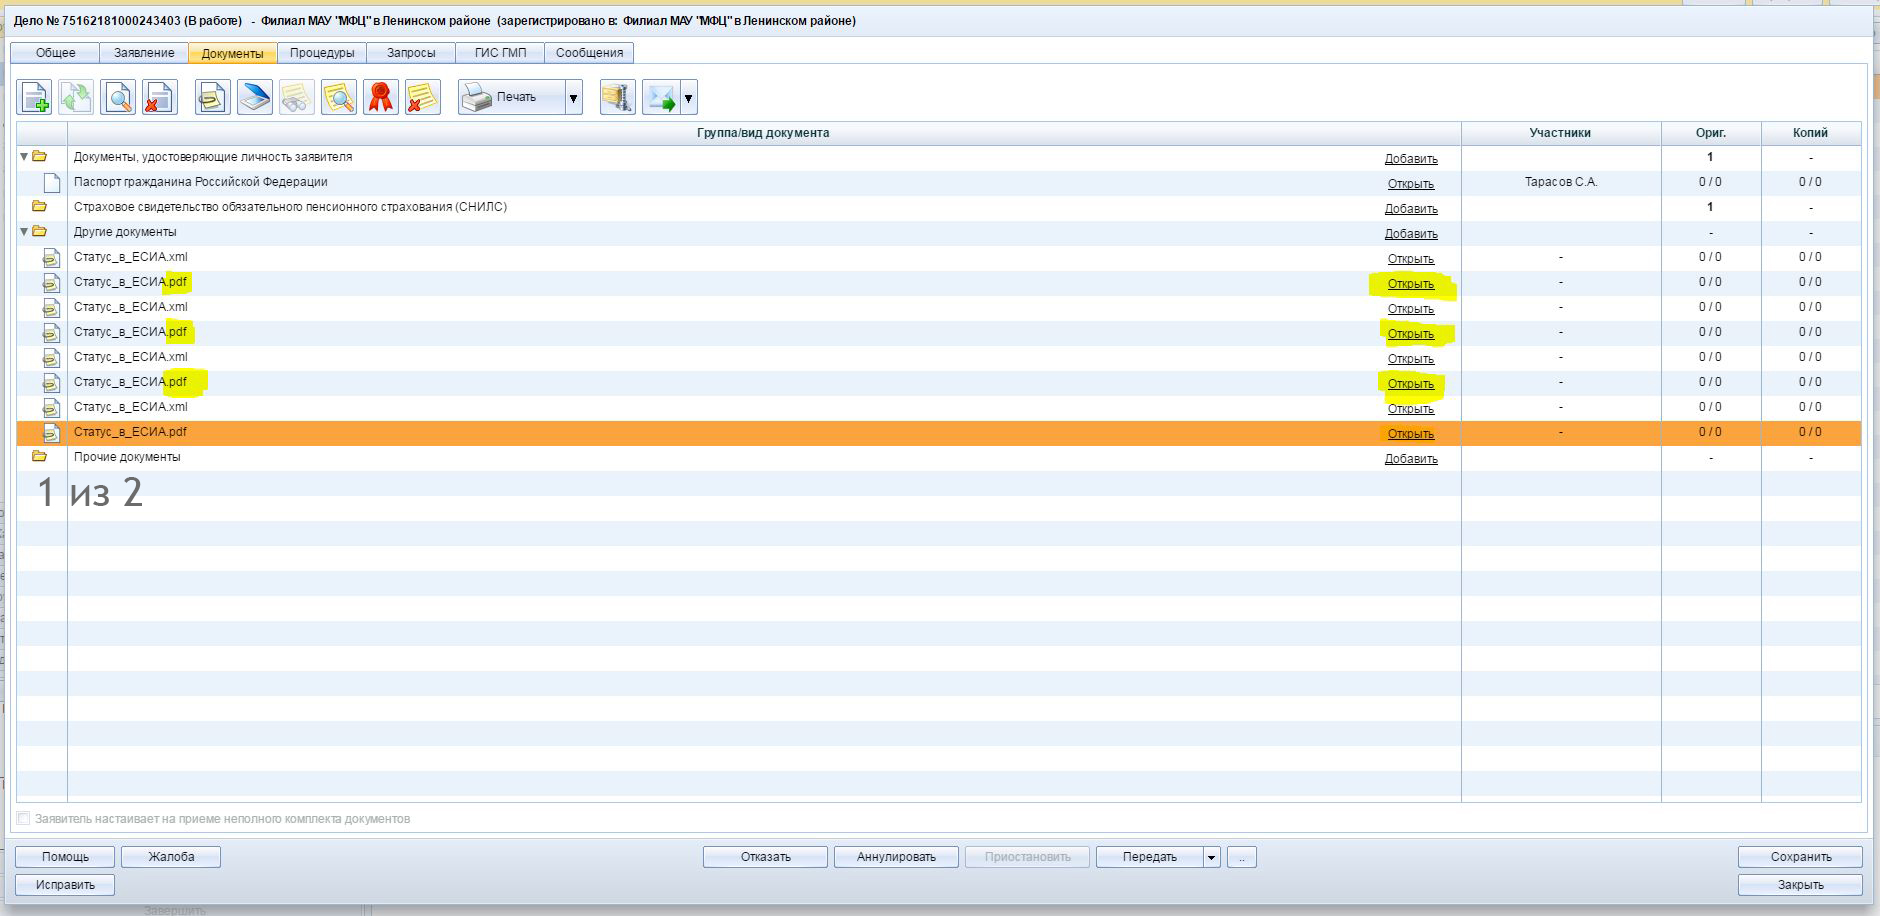 Дело № 75162181000243403 (В работе) - Филиал МАУ "МФЦ" в Ленинском районе (зарегистрировано в: Филиал МАУ "МФЦ" в Ленинском районе)
Общее Заявление Документы Процедуры Запросы ГИС ГМП Сообщения
Печать
Группа/вид документа Участники Ориг. Копий
Документы, удостоверяющие личность заявителя Добавить 1 -
Паспорт гражданина Российской Федерации Открыть Тарасов С.А. 0 / 0 0 / 0
Страховое свидетельство обязательного пенсионного страхования (СНИЛС) Добавить 1 -
Другие документы Добавить - -
Статус_в_ЕСИА.xml Открыть - 0 / 0 0 / 0
Статус_в_ЕСИА.pdf Открыть - 0 / 0 0 / 0
Статус_в_ЕСИА.xml Открыть - 0 / 0 0 / 0
Статус_в_ЕСИА.pdf Открыть - 0 / 0 0 / 0
Статус_в_ЕСИА.xml Открыть - 0 / 0 0 / 0
Статус_в_ЕСИА.pdf Открыть - 0 / 0 0 / 0
Статус_в_ЕСИА.xml Открыть - 0 / 0 0 / 0
Статус_в_ЕСИА.pdf Открыть - 0 / 0 0 / 0
Прочие документы Добавить - -
1 из 2
Заявитель настаивает на приеме неполного комплекта документов
Помощь Жалоба Отказать Аннулировать Приостановить Передать .. Сохранить
Исправить Закрыть
Завершить